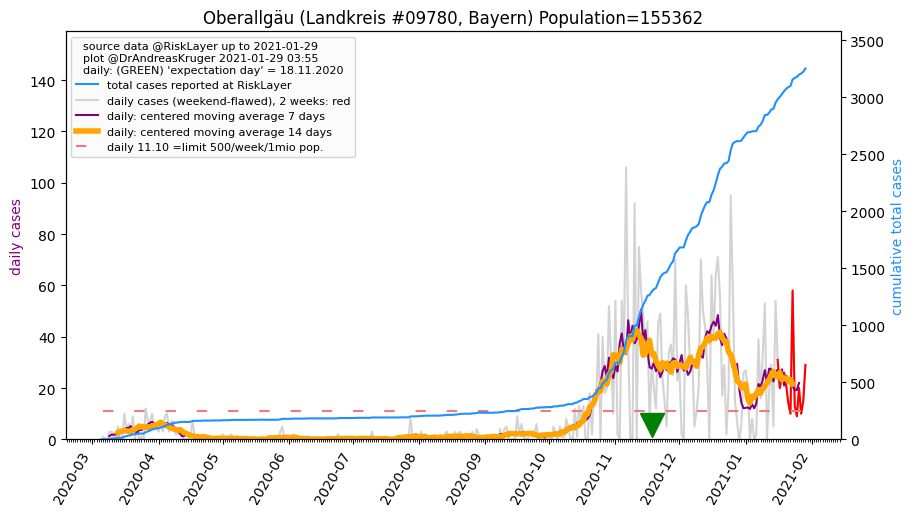 Oberallgäu (Landkreis #09780, Bayern) Population=155362
source data @RiskLayer up to 2021-01-29
plot @DrAndreasKruger 2021-01-29 03:55
daily: (GREEN) 'expectation day' = 18.11.2020
total cases reported at RiskLayer
daily cases (weekend-flawed), 2 weeks: red
daily: centered moving average 7 days
daily: centered moving average 14 days
daily 11.10 =limit 500/week/1mio pop.
daily cases
0
20
40
60
80
100
120
140
cumulative total cases
0
500
1000
1500
2000
2500
3000
3500
2020-03
2020-04
2020-05
2020-06
2020-07
2020-08
2020-09
2020-10
2020-11
2020-12
2021-01
2021-02